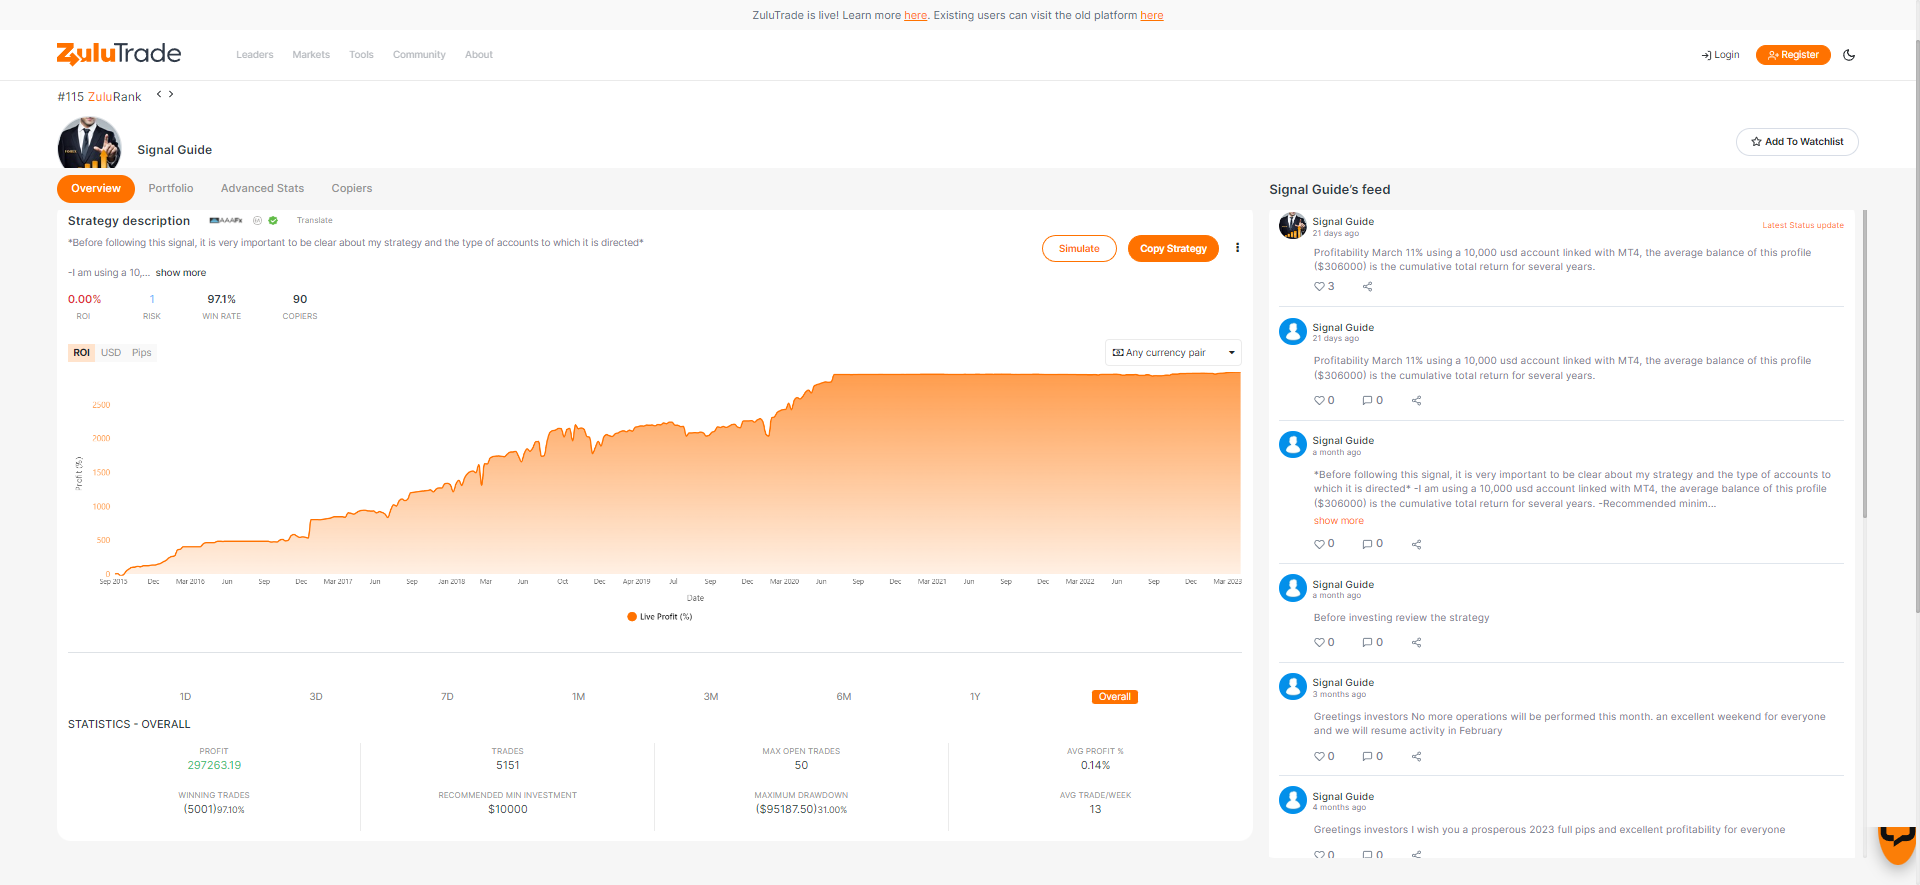 ZuluTrade is live! Learn more here. Existing users can visit the old platform here
ZuluTrade
Leaders Markets Tools Community About
Login Register
#115 ZuluRank < >
Signal Guide
Add To Watchlist
Overview Portfolio Advanced Stats Copiers
Strategy description AAAFx Translate
*Before following this signal, it is very important to be clear about my strategy and the type of accounts to which it is directed*
-I am using a 10,... show more
Simulate Copy Strategy
0.00% 1 97.1% 90
ROI RISK WIN RATE COPIERS
ROI USD Pips
Any currency pair
2500
2000
1500
1000
500
0
Profit (%)
Sep 2015 Dec Mar 2016 Jun Sep Dec Mar 2017 Jun Sep Jan 2018 Mar Jun Oct Dec Apr 2019 Jul Sep Dec Mar 2020 Jun Sep Dec Mar 2021 Jun Sep Dec Mar 2022 Jun Sep Dec Mar 2023
Date
Live Profit (%)
1D 3D 7D 1M 3M 6M 1Y Overall
STATISTICS - OVERALL
PROFIT TRADES MAX OPEN TRADES AVG PROFIT %
297263.19 5151 50 0.14%
WINNING TRADES RECOMMENDED MIN INVESTMENT MAXIMUM DRAWDOWN AVG TRADE/WEEK
(5001)97.10% $10000 ($95187.50)31.00% 13
Signal Guide's feed
Signal Guide
21 days ago
Latest Status update
Profitability March 11% using a 10,000 usd account linked with MT4, the average balance of this profile
($306000) is the cumulative total return for several years.
3
Signal Guide
21 days ago
Profitability March 11% using a 10,000 usd account linked with MT4, the average balance of this profile
($306000) is the cumulative total return for several years.
0 0
Signal Guide
a month ago
*Before following this signal, it is very important to be clear about my strategy and the type of accounts to
which it is directed* -I am using a 10,000 usd account linked with MT4, the average balance of this profile
($306000) is the cumulative total return for several years. -Recommended minim...
show more
0 0
Signal Guide
a month ago
Before investing review the strategy
0 0
Signal Guide
3 months ago
Greetings investors No more operations will be performed this month. an excellent weekend for everyone
and we will resume activity in February
0 0
Signal Guide
4 months ago
Greetings investors I wish you a prosperous 2023 full pips and excellent profitability for everyone
0 0